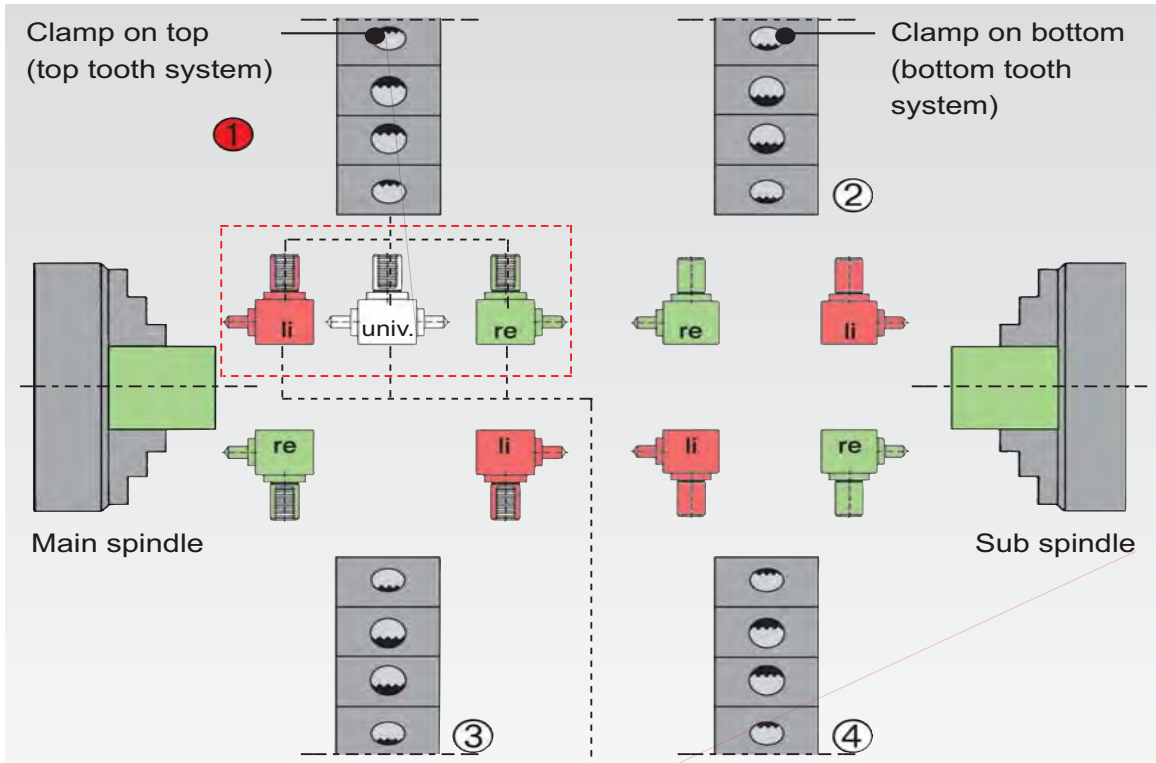 Clamp on top
(top tooth system)
Clamp on bottom
(bottom tooth
system)
1
2
li
univ.
re
re
li
re
li
li
re
Main spindle
Sub spindle
3
4